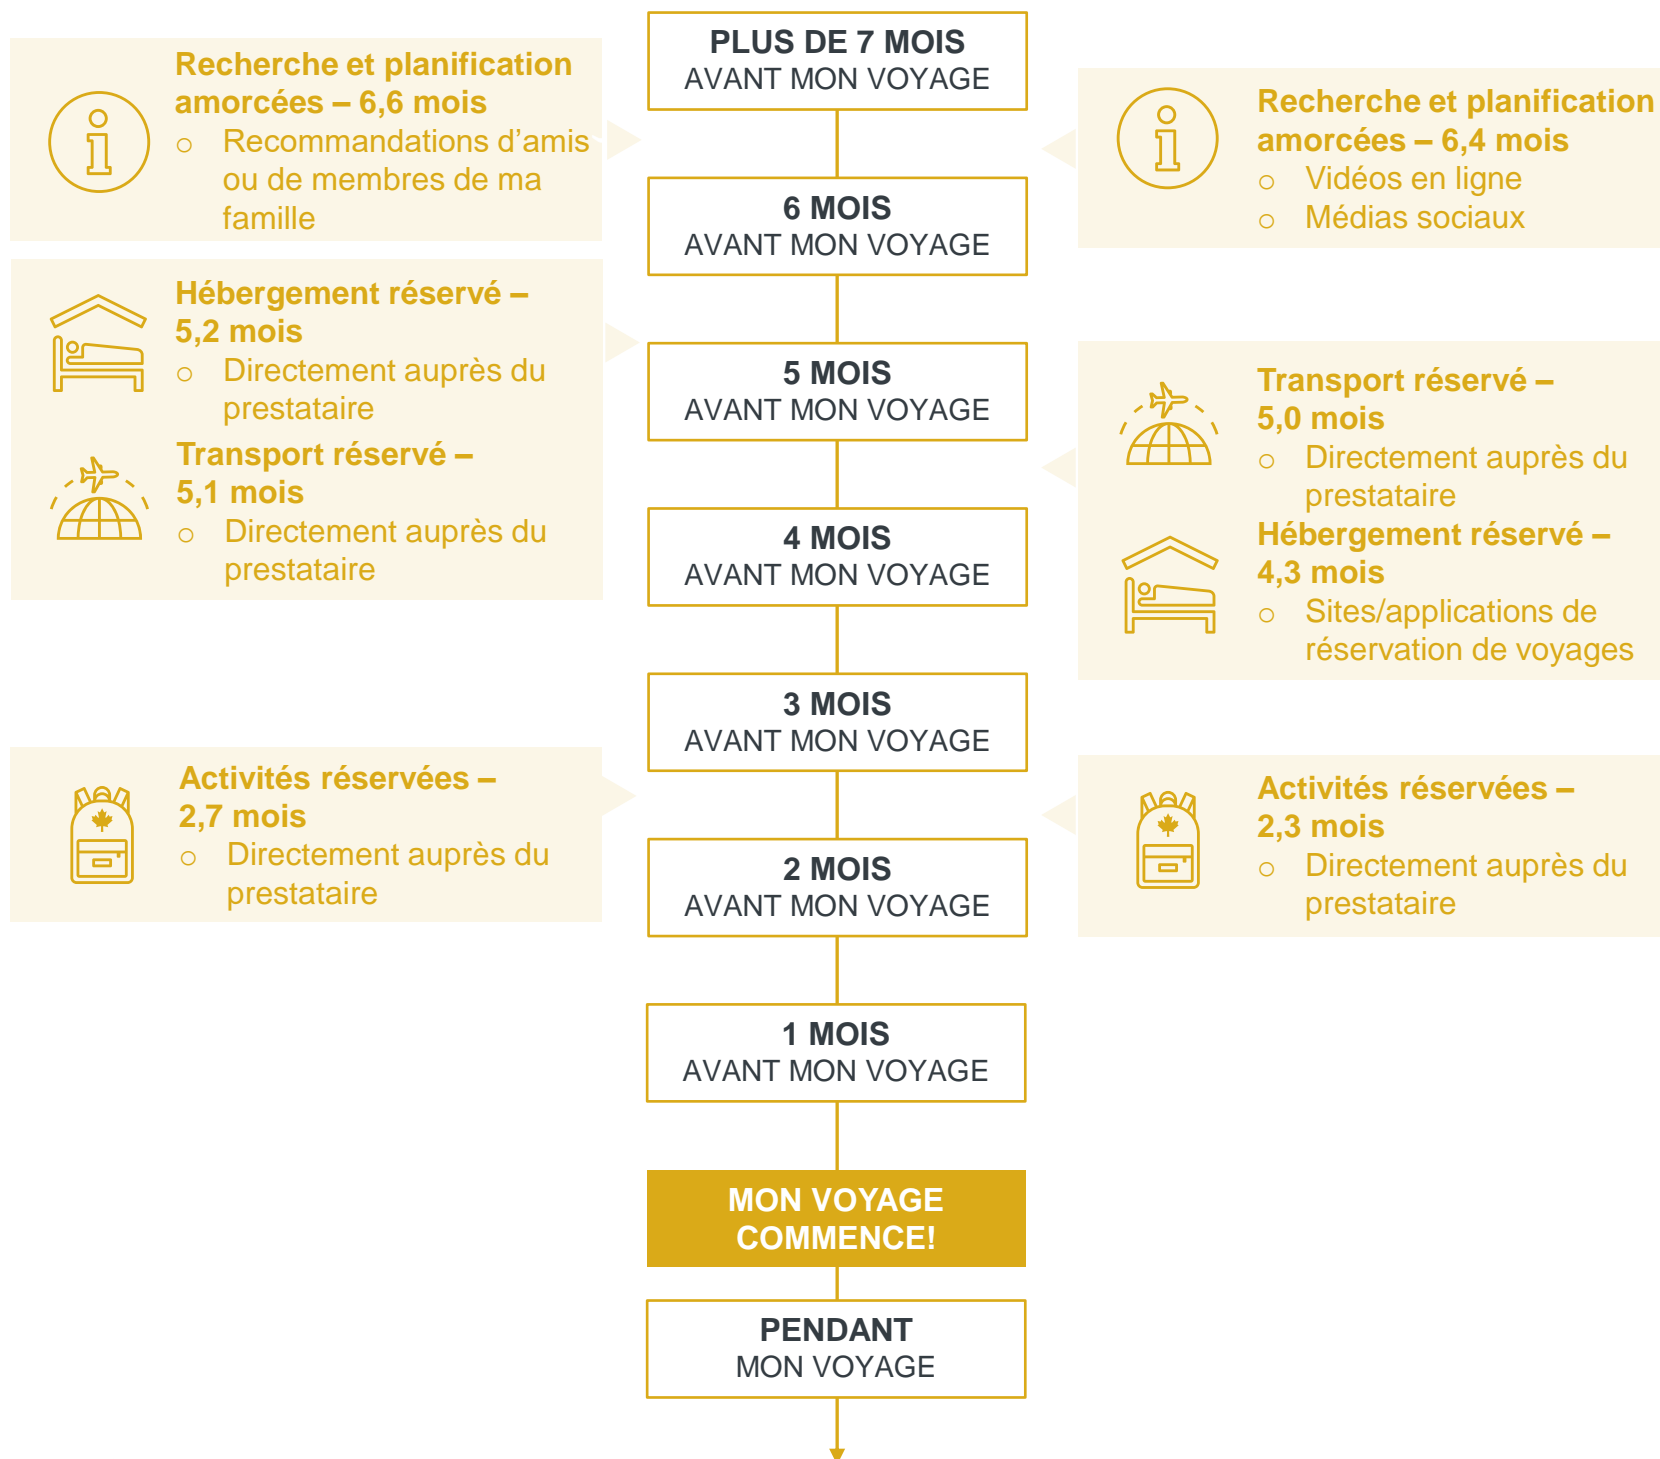 PLUS DE 7 MOIS
AVANT MON VOYAGE
Recherche et planification
amorcées – 6,6 mois
o Recommandations d’amis
ou de membres de ma
famille
Recherche et planification
amorcées – 6,4 mois
o Vidéos en ligne
o Médias sociaux
6 MOIS
AVANT MON VOYAGE
Hébergement réservé –
5,2 mois
o Directement auprès du
prestataire
Transport réservé –
5,1 mois
o Directement auprès du
prestataire
5 MOIS
AVANT MON VOYAGE
Transport réservé –
5,0 mois
o Directement auprès du
prestataire
Hébergement réservé –
4,3 mois
o Sites/applications de
réservation de voyages
4 MOIS
AVANT MON VOYAGE
3 MOIS
AVANT MON VOYAGE
Activités réservées –
2,7 mois
o Directement auprès du
prestataire
Activités réservées –
2,3 mois
o Directement auprès du
prestataire
2 MOIS
AVANT MON VOYAGE
1 MOIS
AVANT MON VOYAGE
MON VOYAGE
COMMENCE!
PENDANT
MON VOYAGE